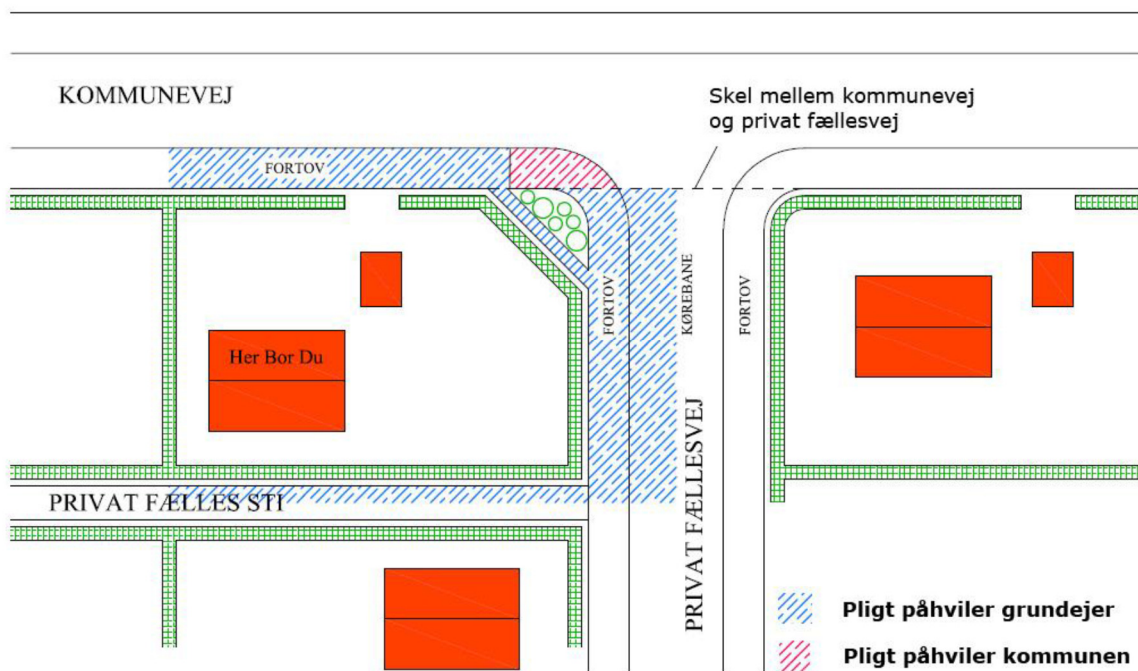 KOMMUNEVEJ
Skel mellem kommunevej
og privat fællesvej
FORTOV
FORTOV
KØREBANE
FORTOV
Her Bor Du
PRIVAT FÆLLESVEJ
PRIVAT FÆLLES STI
Pligt påhviler grundejer
Pligt påhviler kommunen